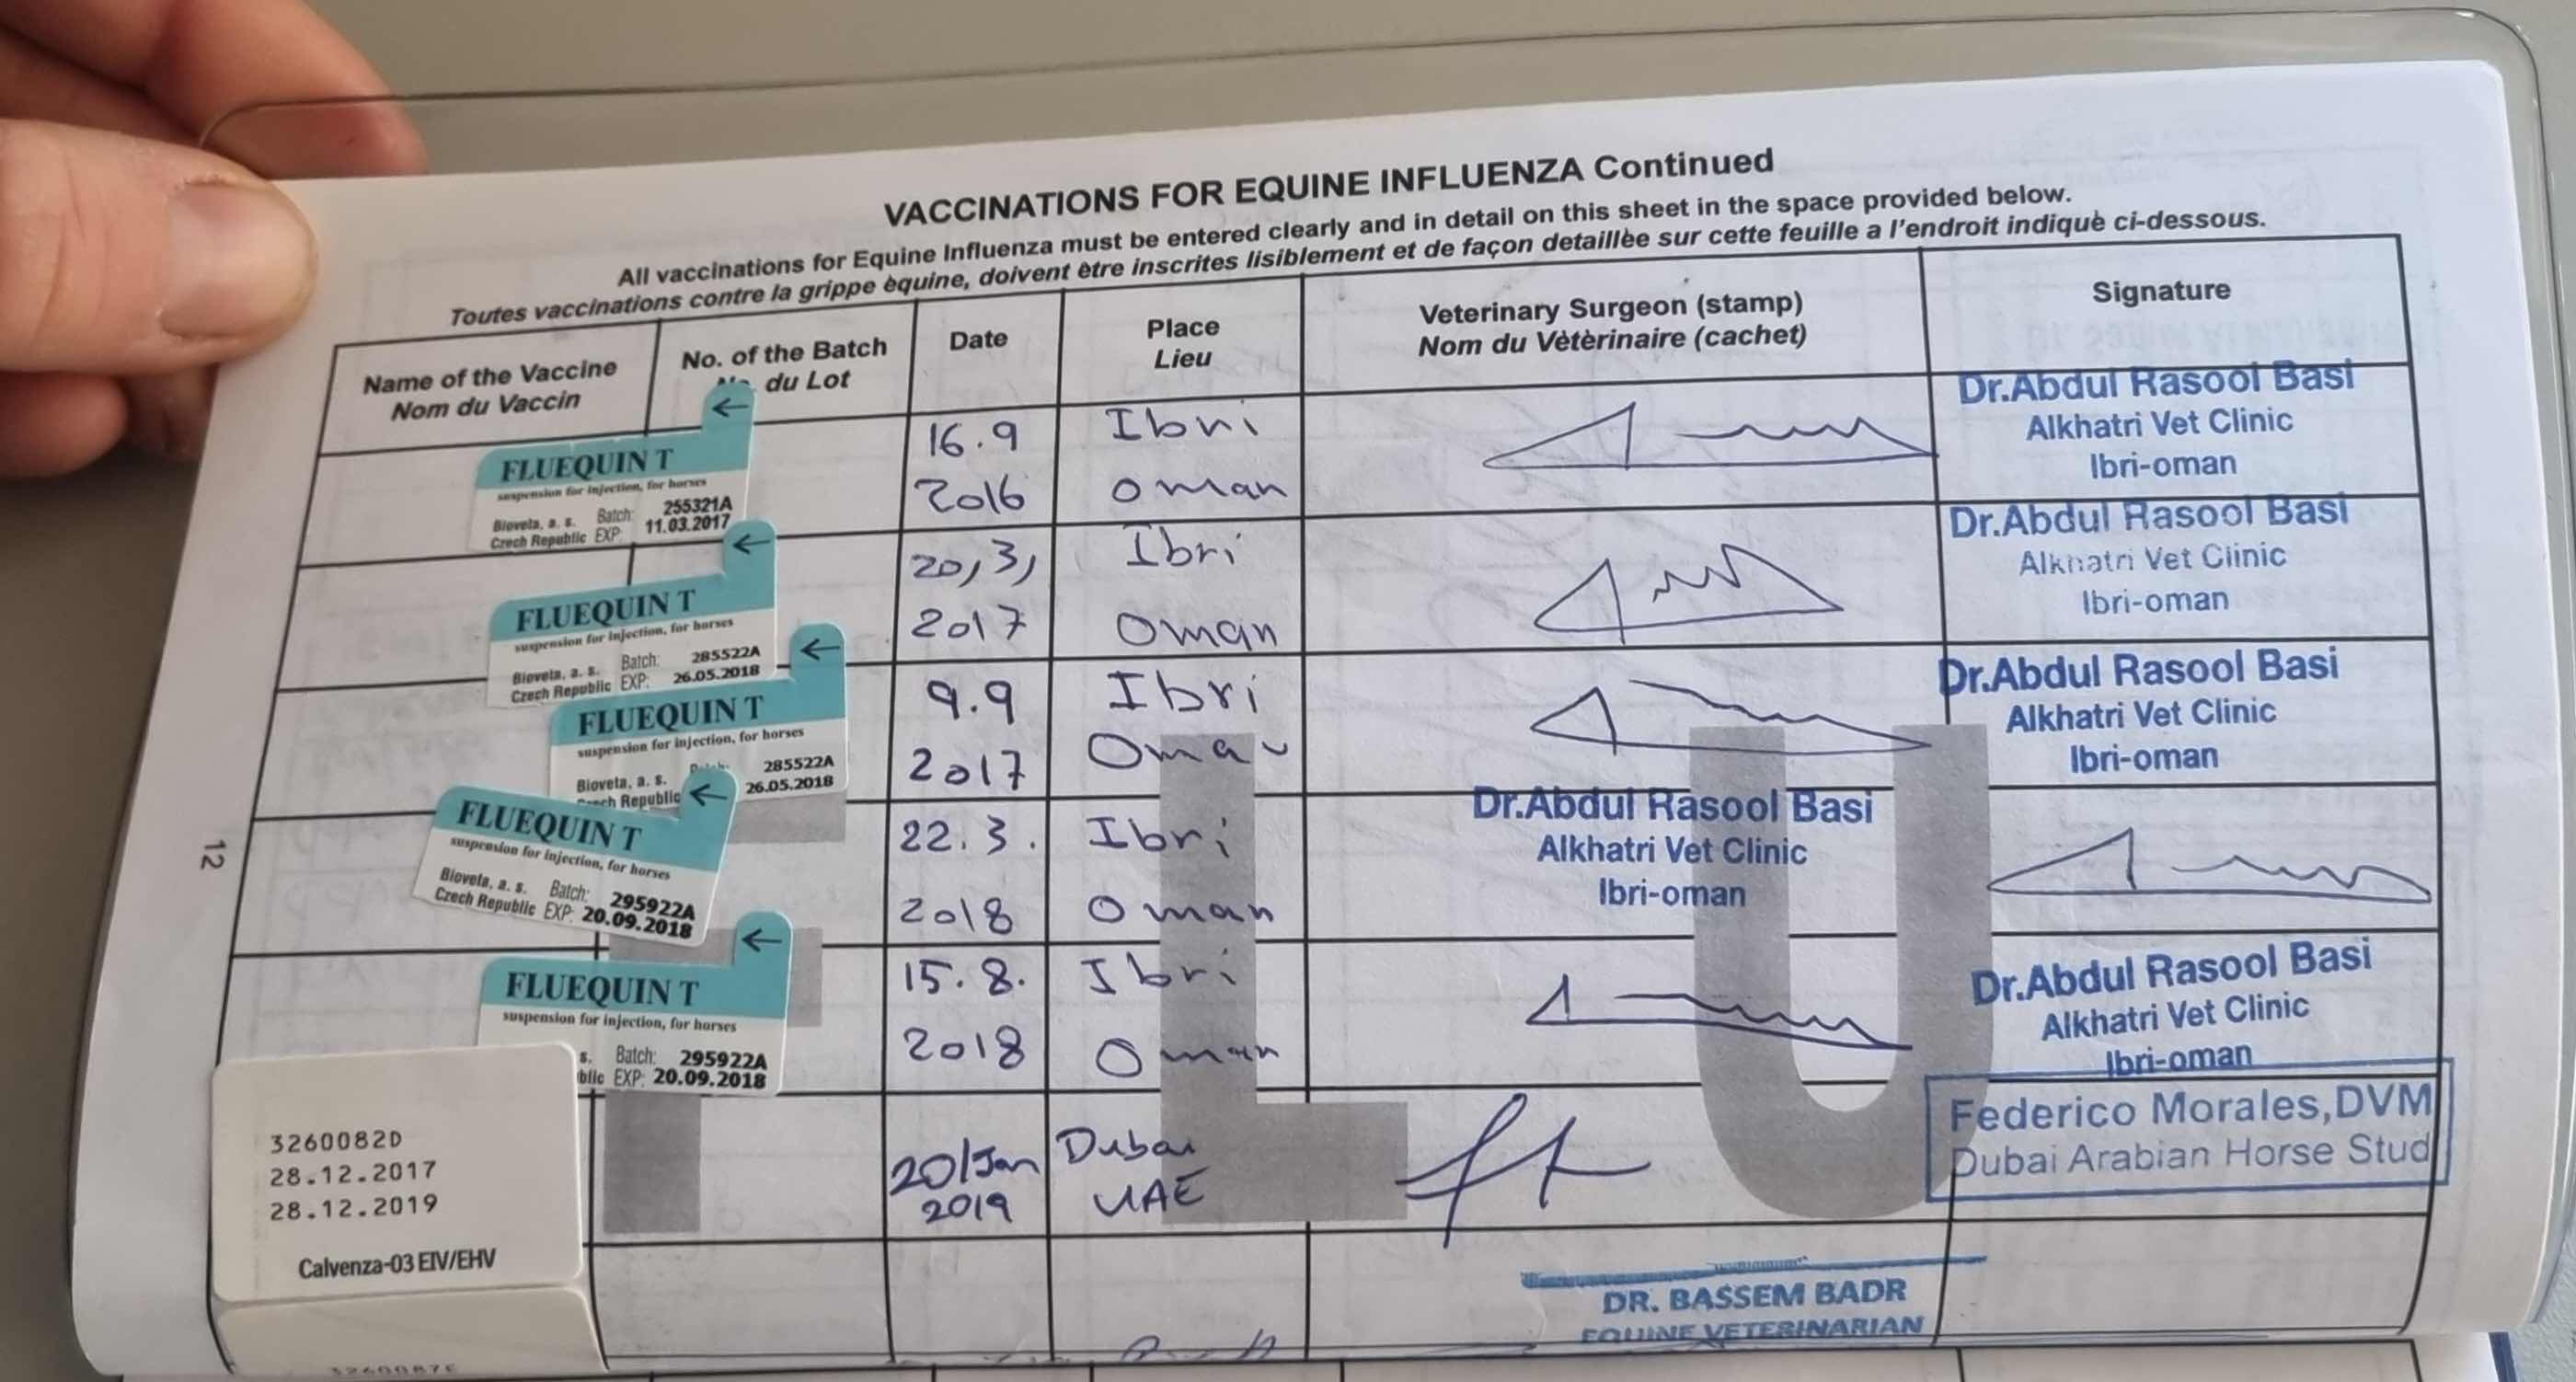 VACCINATIONS FOR EQUINE INFLUENZA Continued
All vaccinations for Equine Influenza must be entered clearly and in detail on this sheet in the space provided below.
Toutes vaccinations contre la grippe èquine, doivent ètre inscrites lisiblement et de façon detaillèe sur cette feuille a l'endroit indiquè ci-dessous.
Name of the Vaccine
Nom du Vaccin
No. of the Batch
No. du Lot
Date
Place
Lieu
Veterinary Surgeon (stamp)
Nom du Vètèrinaire (cachet)
Signature
FLUEQUIN T
suspension for injection, for horses
Bioveta, a. s. Batch: 255321A
Czech Republic EXP: 11.03.2017
16.9
2016
Ibri
Oman
Dr.Abdul Rasool Basi
Alkhatri Vet Clinic
Ibri-oman
FLUEQUIN T
suspension for injection, for horses
Bioveta, a. s. Batch: 285522A
Czech Republic EXP: 26.05.2018
20,3,
2017
Ibri
Oman
Dr.Abdul Rasool Basi
Alkhatri Vet Clinic
Ibri-oman
FLUEQUIN T
suspension for injection, for horses
Bioveta, a. s. 285522A
Republic 26.05.2018
9.9
2017
Ibri
Oman
Dr.Abdul Rasool Basi
Alkhatri Vet Clinic
Ibri-oman
FLUEQUIN T
suspension for injection, for horses
Bioveta, a. s. Batch: 295922A
Czech Republic EXP: 20.09.2018
22.3.
2018
Ibri
Oman
Dr.Abdul Rasool Basi
Alkhatri Vet Clinic
Ibri-oman
FLUEQUIN T
suspension for injection, for horses
s. Batch: 295922A
blic EXP: 20.09.2018
15.8.
2018
Ibri
Oman
Dr.Abdul Rasool Basi
Alkhatri Vet Clinic
Ibri-oman
3260082D
28.12.2017
28.12.2019
Calvenza-03 EIV/EHV
20/Jan
2019
Dubai
UAE
Federico Morales,DVM
Dubai Arabian Horse Stud
DR. BASSEM BADR
EQUINE VETERINARIAN
12
FLU